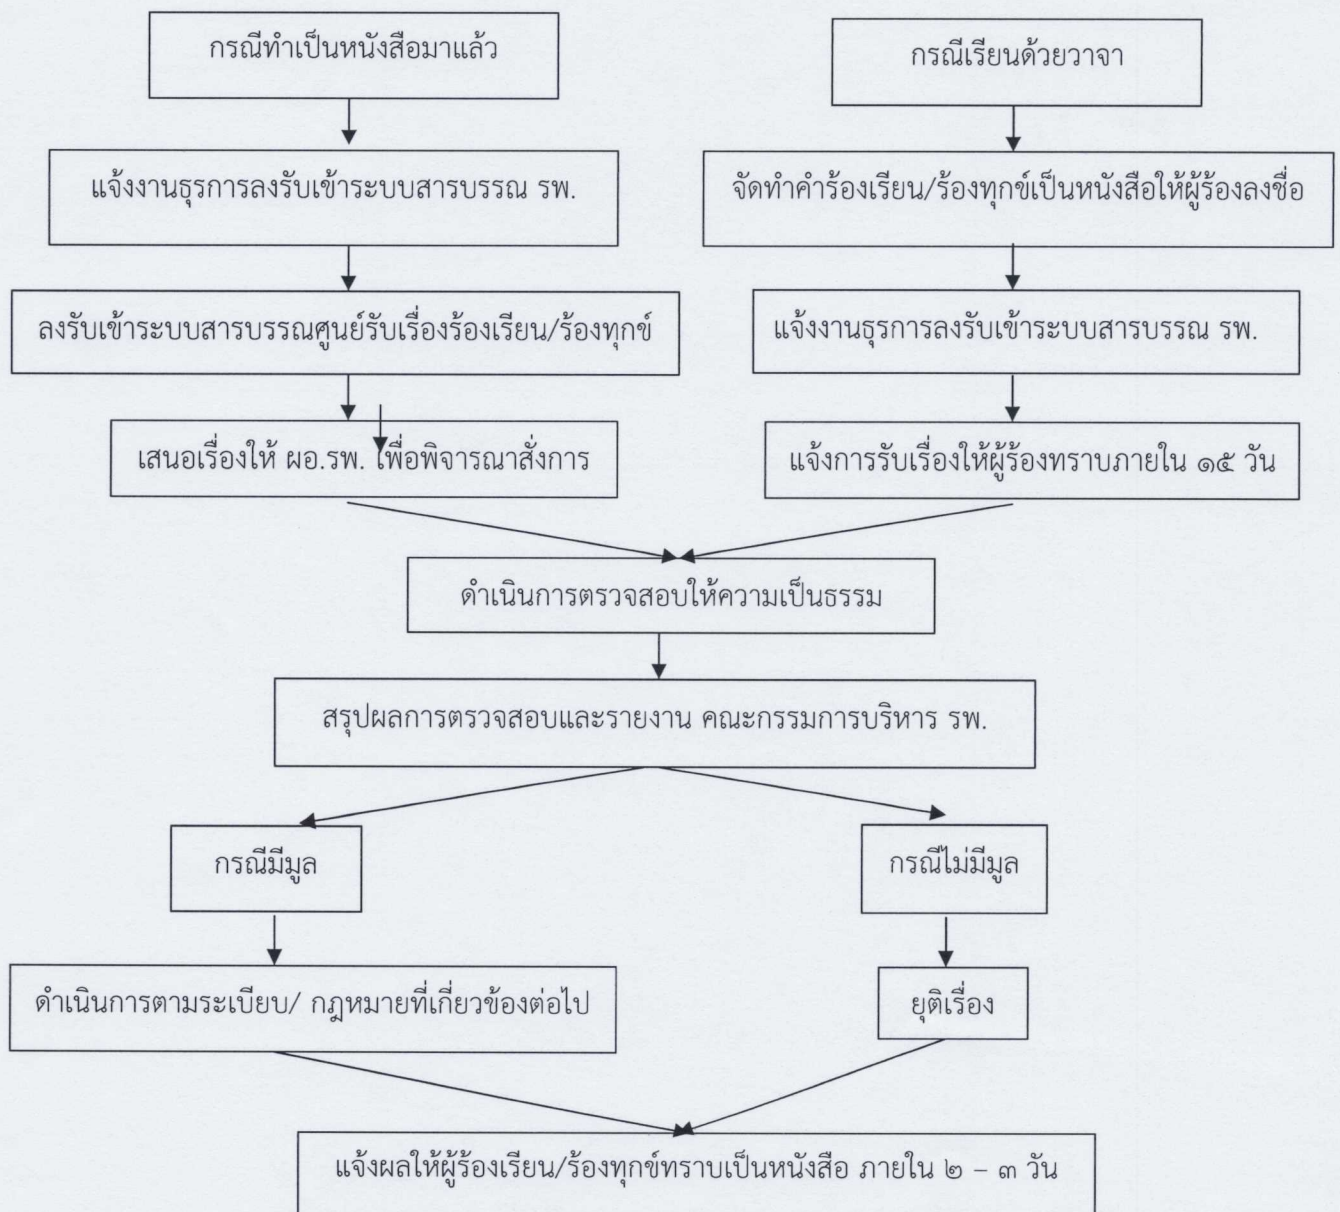 กรณีทำเป็นหนังสือมาแล้ว
กรณีเรียนด้วยวาจา
แจ้งงานธุรการลงรับเข้าระบบสารบรรณ รพ.
จัดทำคำร้องเรียน/ร้องทุกข์เป็นหนังสือให้ผู้ร้องลงชื่อ
ลงรับเข้าระบบสารบรรณศูนย์รับเรื่องร้องเรียน/ร้องทุกข์
แจ้งงานธุรการลงรับเข้าระบบสารบรรณ รพ.
เสนอเรื่องให้ ผอ.รพ. เพื่อพิจารณาสั่งการ
แจ้งการรับเรื่องให้ผู้ร้องทราบภายใน ๑๕ วัน
ดำเนินการตรวจสอบให้ความเป็นธรรม
สรุปผลการตรวจสอบและรายงาน คณะกรรมการบริหาร รพ.
กรณีมีมูล
กรณีไม่มีมูล
ดำเนินการตามระเบียบ/ กฎหมายที่เกี่ยวข้องต่อไป
ยุติเรื่อง
แจ้งผลให้ผู้ร้องเรียน/ร้องทุกข์ทราบเป็นหนังสือ ภายใน ๒ – ๓ วัน